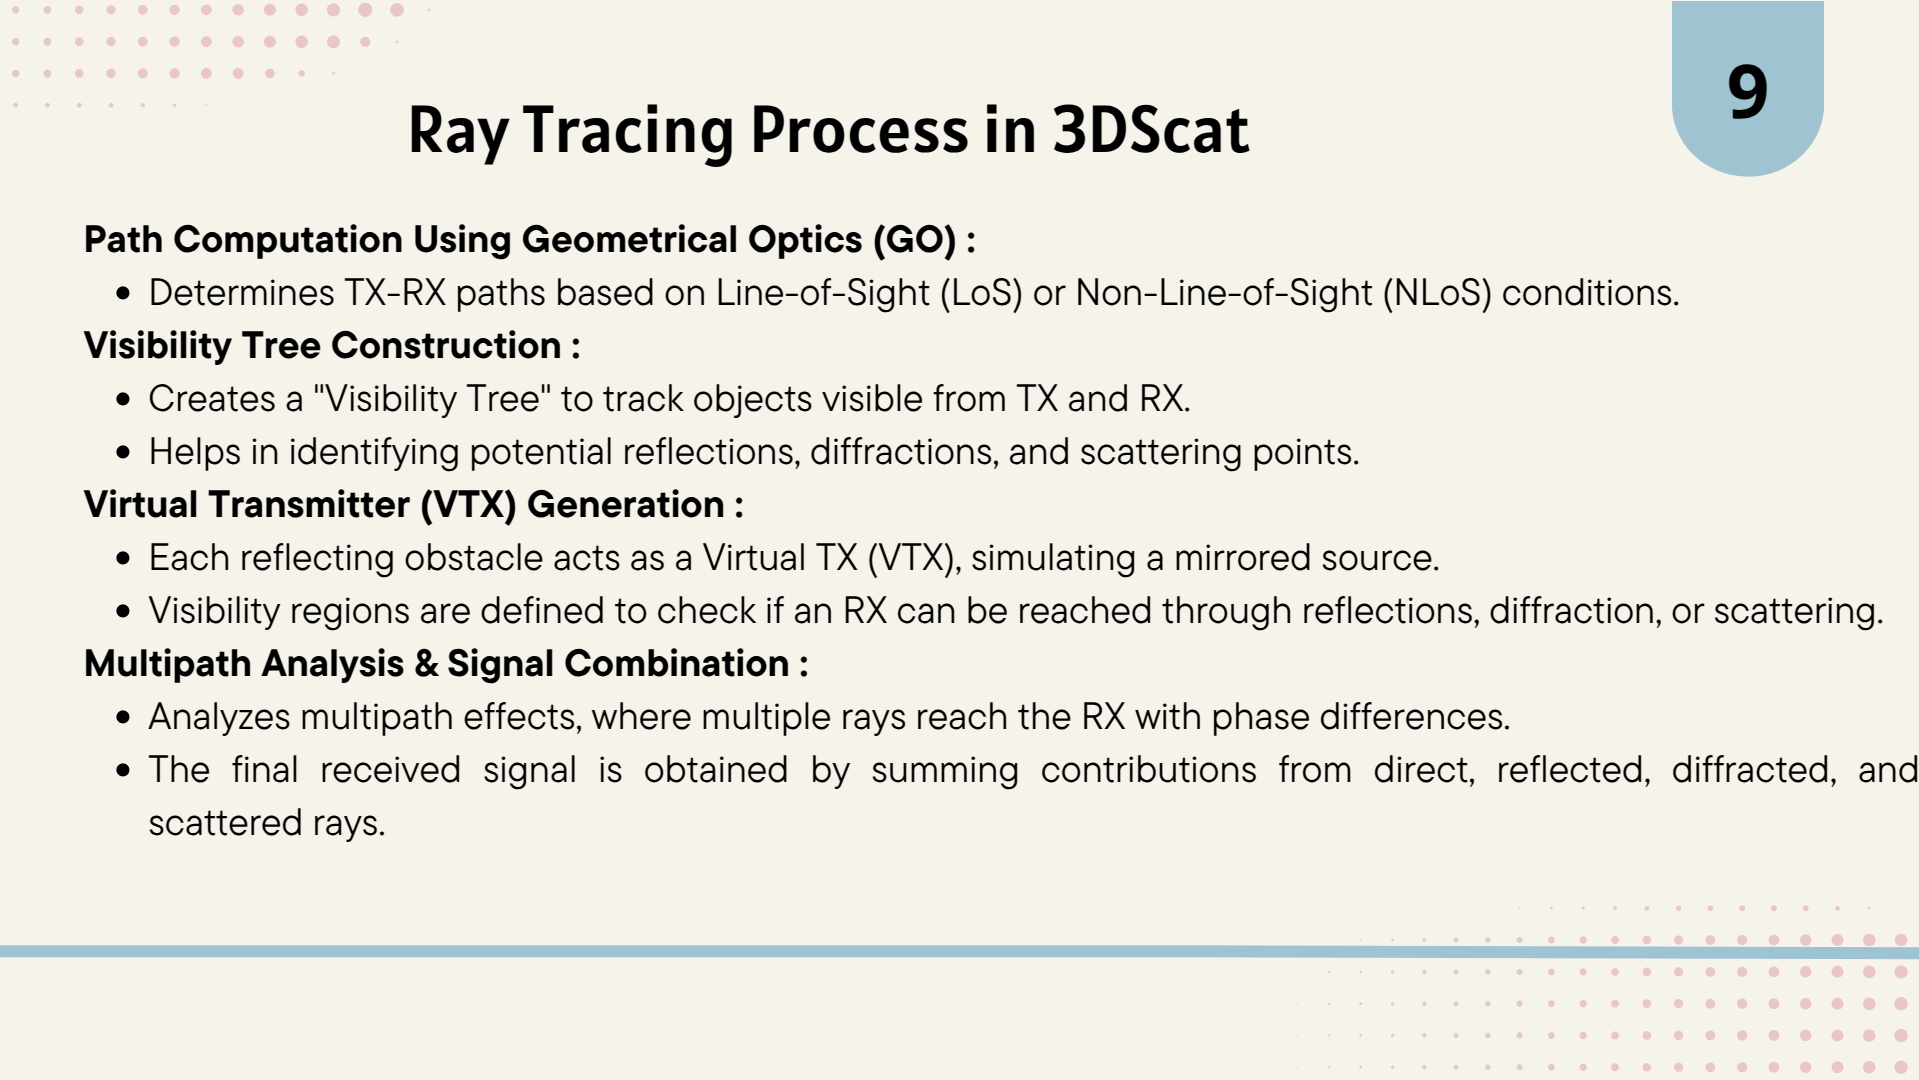 9
Ray Tracing Process in 3DScat
Path Computation Using Geometrical Optics (GO) :
• Determines TX-RX paths based on Line-of-Sight (LoS) or Non-Line-of-Sight (NLoS) conditions.
Visibility Tree Construction :
• Creates a "Visibility Tree" to track objects visible from TX and RX.
• Helps in identifying potential reflections, diffractions, and scattering points.
Virtual Transmitter (VTX) Generation :
• Each reflecting obstacle acts as a Virtual TX (VTX), simulating a mirrored source.
• Visibility regions are defined to check if an RX can be reached through reflections, diffraction, or scattering.
Multipath Analysis & Signal Combination :
• Analyzes multipath effects, where multiple rays reach the RX with phase differences.
• The final received signal is obtained by summing contributions from direct, reflected, diffracted, and
scattered rays.